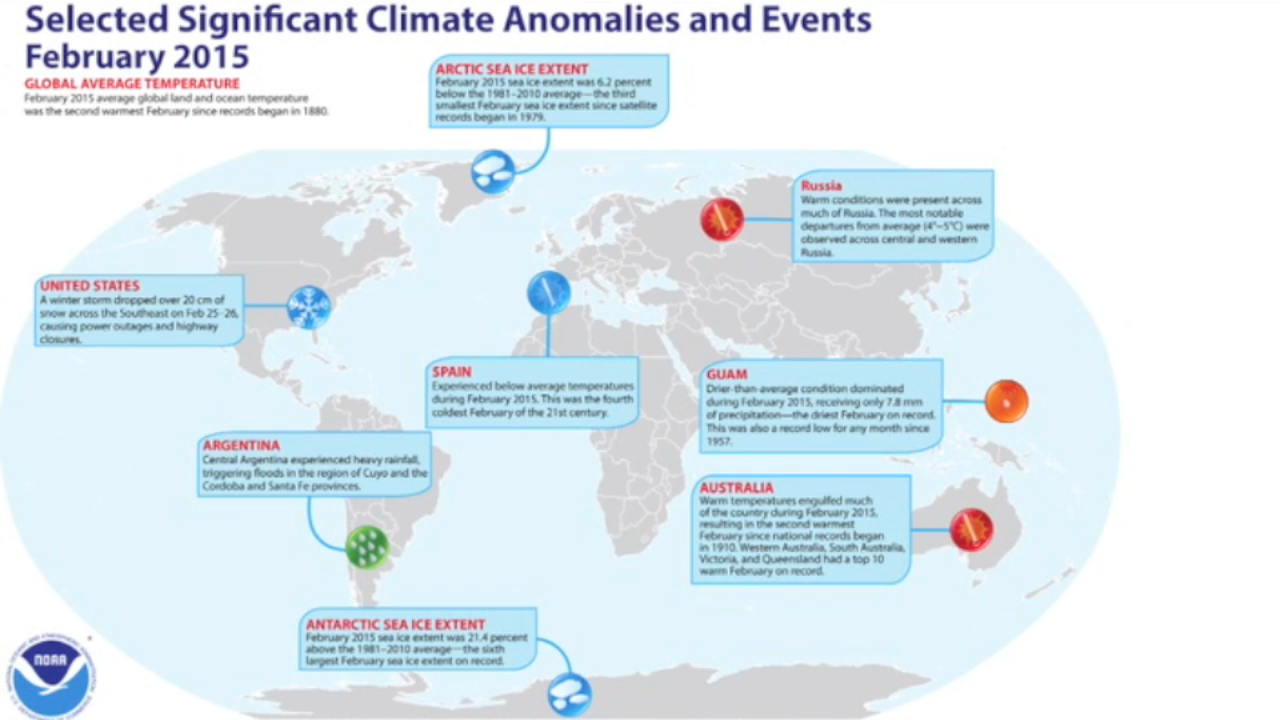 Selected Significant Climate Anomalies and Events
February 2015
GLOBAL AVERAGE TEMPERATURE
February 2015 average global land and ocean temperature
was the second warmest February since records began in 1880.
ARCTIC SEA ICE EXTENT
February 2015 sea ice extent was 6.2 percent
below the 1981–2010 average—the third
smallest February sea ice extent since satellite
records began in 1979.
Russia
Warm conditions were present across
much of Russia. The most notable
departures from average (4°–5°C) were
observed across central and western
Russia.
UNITED STATES
A winter storm dropped over 20 cm of
snow across the Southeast on Feb 25-26,
causing power outages and highway
closures.
SPAIN
Experienced below average temperatures
during February 2015. This was the fourth
coldest February of the 21st century.
GUAM
Drier-than-average condition dominated
during February 2015, receiving only 7.8 mm
of precipitation—the driest February on record.
This was also a record low for any month since
1957.
ARGENTINA
Central Argentina experienced heavy rainfall,
triggering floods in the region of Cuyo and the
Cordoba and Santa Fe provinces.
AUSTRALIA
Warm temperatures engulfed much
of the country during February 2015,
resulting in the second warmest
February since national records began
in 1910. Western Australia, South Australia,
Victoria, and Queensland had a top 10
warm February on record.
ANTARCTIC SEA ICE EXTENT
February 2015 sea ice extent was 21.4 percent
above the 1981–2010 average—the sixth
largest February sea ice extent on record.
NOAA